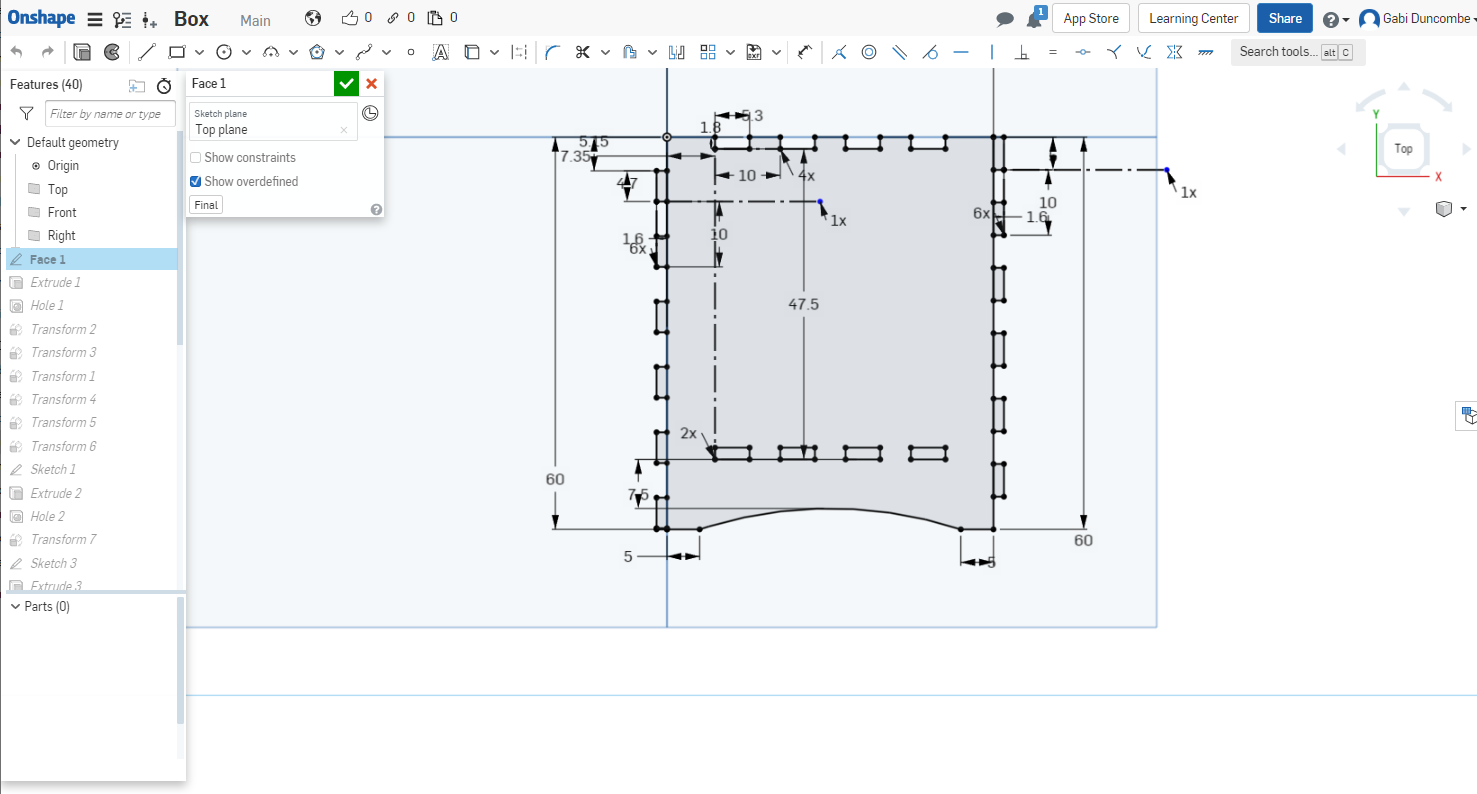 Onshape Box Main 0 0 0 1 App Store Learning Center Share Gabi Duncombe
Search tools... alt C
Features (40)
Filter by name or type
Default geometry
Origin
Top
Front
Right
Face 1
Extrude 1
Hole 1
Transform 2
Transform 3
Transform 1
Transform 4
Transform 5
Transform 6
Sketch 1
Extrude 2
Hole 2
Transform 7
Sketch 3
Extrude 3
Parts (0)
Face 1
Sketch plane
Top plane
Show constraints
Show overdefined
Final
5.3
1.8
5.15
7.35
4.7
10
4x
1x
1.6
6x
10
47.5
2x
60
7.5
5
5
60
1x
10
6x
1.6
Y
Top
X